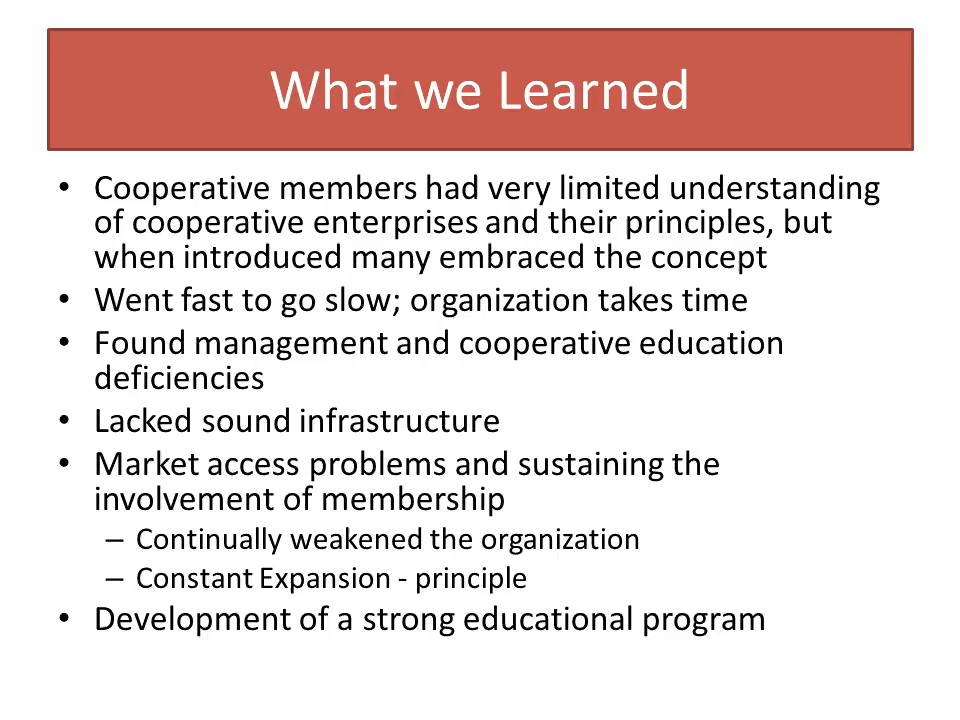 What we Learned
• Cooperative members had very limited understanding
of cooperative enterprises and their principles, but
when introduced many embraced the concept
• Went fast to go slow; organization takes time
• Found management and cooperative education
deficiencies
• Lacked sound infrastructure
• Market access problems and sustaining the
involvement of membership
– Continually weakened the organization
– Constant Expansion - principle
• Development of a strong educational program